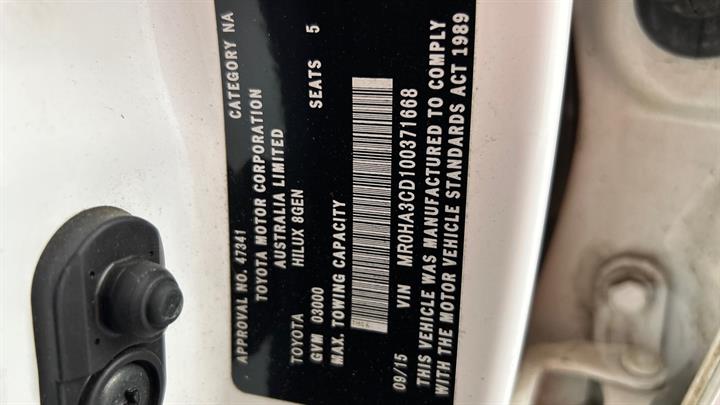 APPROVAL NO. 47341 CATEGORY NA
TOYOTA MOTOR CORPORATION
AUSTRALIA LIMITED
TOYOTA HILUX 8GEN
GVM 03000 SEATS 5
MAX. TOWING CAPACITY
09/15 VIN MR0HA3CD100371668
THIS VEHICLE WAS MANUFACTURED TO COMPLY
WITH THE MOTOR VEHICLE STANDARDS ACT 1989